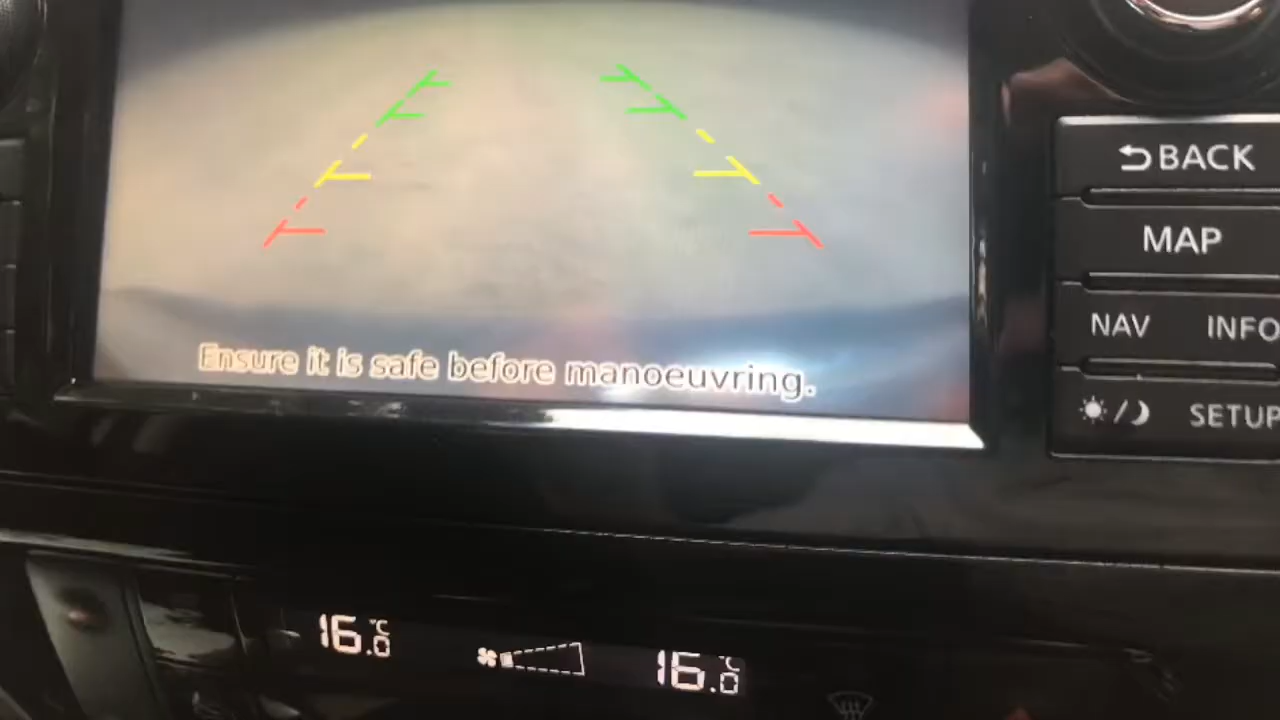 BACK
MAP
NAV INFO
SETUP
Ensure it is safe before manoeuvring.
16.0 °C
16.0 °C